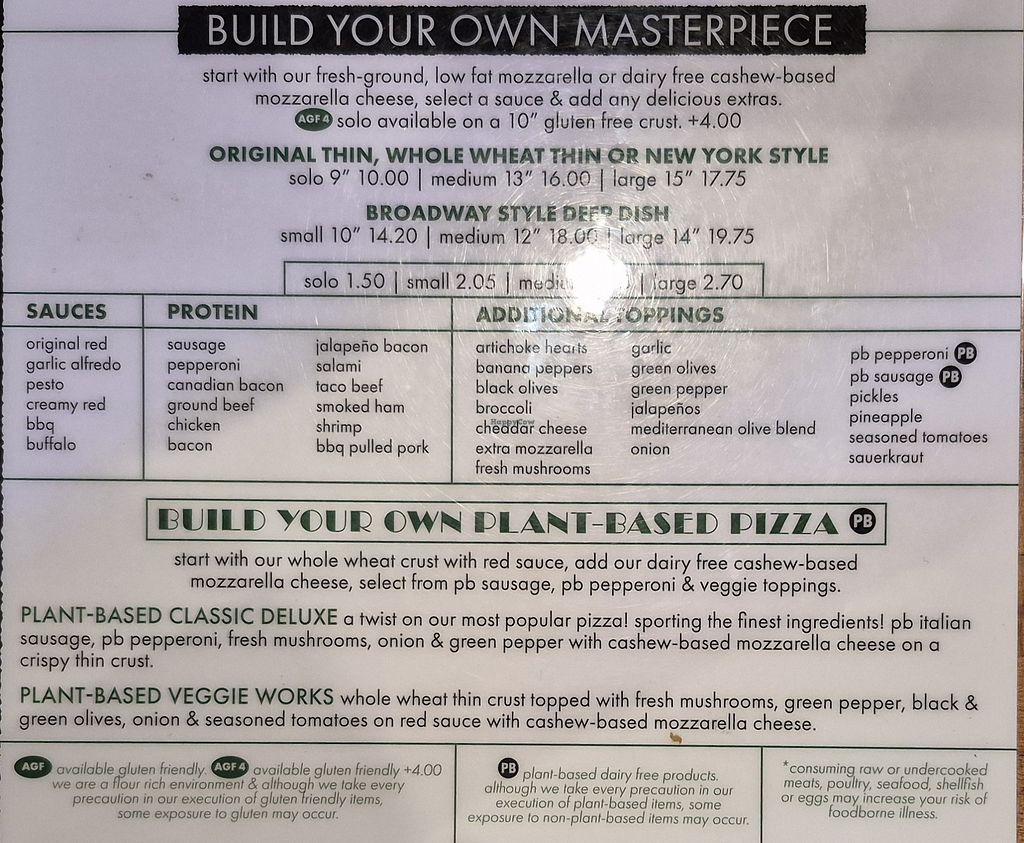 BUILD YOUR OWN MASTERPIECE
start with our fresh-ground, low fat mozzarella or dairy free cashew-based
mozzarella cheese, select a sauce & add any delicious extras.
AGF 4 solo available on a 10” gluten free crust. +4.00
ORIGINAL THIN, WHOLE WHEAT THIN OR NEW YORK STYLE
solo 9” 10.00 | medium 13” 16.00 | large 15” 17.75
BROADWAY STYLE DEEP DISH
small 10” 14.20 | medium 12” 18.00 | large 14” 19.75
solo 1.50 | small 2.05 | | large 2.70
SAUCES
original red
garlic alfredo
pesto
creamy red
bbq
buffalo
PROTEIN
sausage
pepperoni
canadian bacon
ground beef
chicken
bacon
jalapeño bacon
salami
taco beef
smoked ham
shrimp
bbq pulled pork
ADDITIONAL TOPPINGS
artichoke hearts
banana peppers
black olives
broccoli
HappyCow
cheddar cheese
extra mozzarella
fresh mushrooms
garlic
green olives
green pepper
jalapeños
mediterranean olive blend
onion
pb pepperoni PB
pb sausage PB
pickles
pineapple
seasoned tomatoes
sauerkraut
BUILD YOUR OWN PLANT-BASED PIZZA PB
start with our whole wheat crust with red sauce, add our dairy free cashew-based
mozzarella cheese, select from pb sausage, pb pepperoni & veggie toppings.
PLANT-BASED CLASSIC DELUXE a twist on our most popular pizza! sporting the finest ingredients! pb italian
sausage, pb pepperoni, fresh mushrooms, onion & green pepper with cashew-based mozzarella cheese on a
crispy thin crust.
PLANT-BASED VEGGIE WORKS whole wheat thin crust topped with fresh mushrooms, green pepper, black &
green olives, onion & seasoned tomatoes on red sauce with cashew-based mozzarella cheese.
AGF available gluten friendly. AGF 4 available gluten friendly +4.00
we are a flour rich environment & although we take every
precaution in our execution of gluten friendly items,
some exposure to gluten may occur.
PB plant-based dairy free products.
although we take every precaution in our
execution of plant-based items, some
exposure to non-plant-based items may occur.
*consuming raw or undercooked
meats, poultry, seafood, shellfish
or eggs may increase your risk of
foodborne illness.